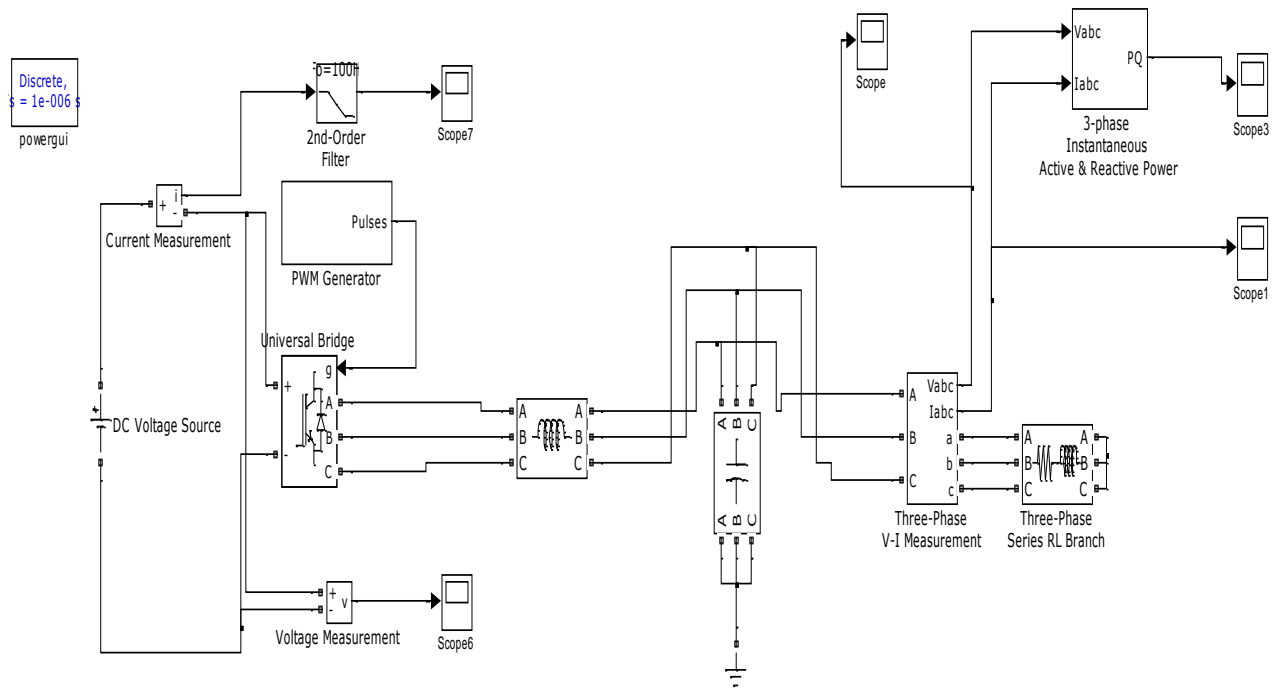 Discrete,
s = 1e-006 s
powergui
o=100H
2nd-Order
Filter
Scope7
Scope
Vabc
Iabc
PQ
3-phase
Instantaneous
Active & Reactive Power
Scope3
+
i
-
Current Measurement
Pulses
PWM Generator
Scope1
Universal Bridge
g
+
-
A
B
C
DC Voltage Source
+
A
B
C
A
B
C
A B C
A B C
A
B
C
Vabc
Iabc
a
b
c
Three-Phase
V-I Measurement
A
B
C
A
B
C
Three-Phase
Series RL Branch
+
-
v
Voltage Measurement
Scope6